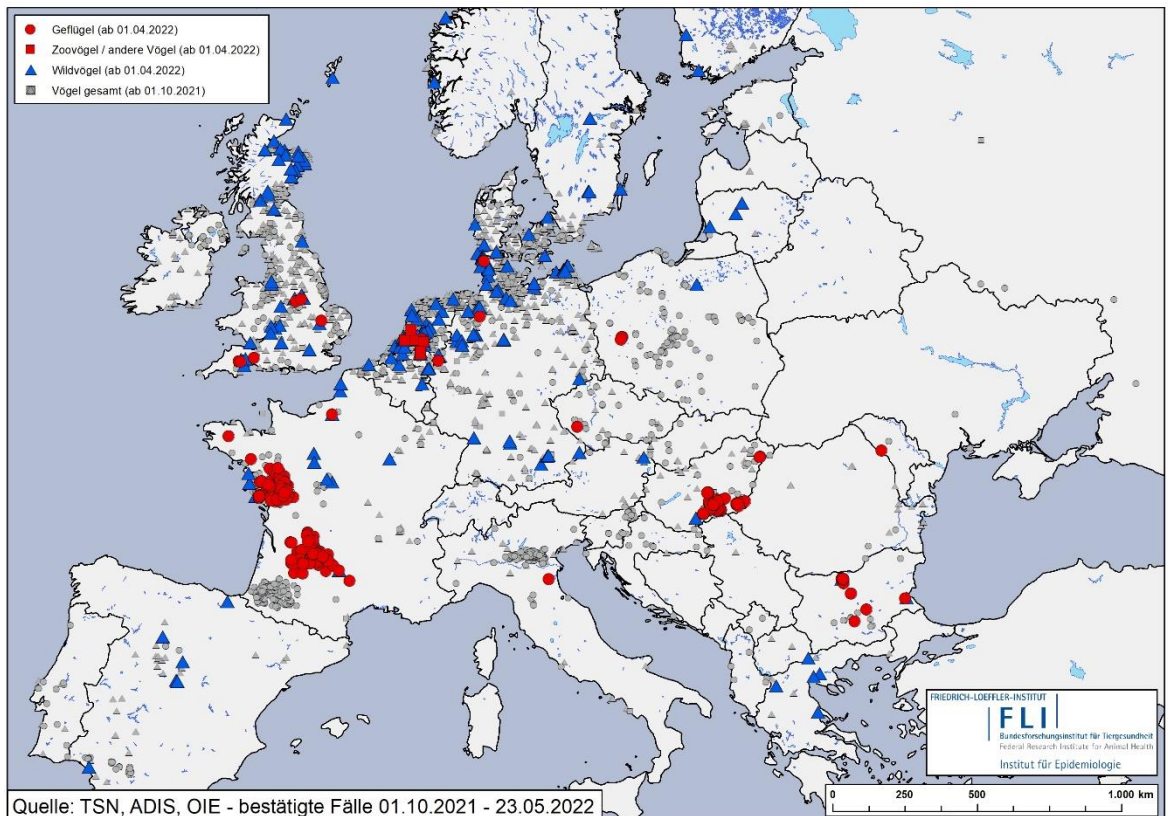 Geflügel (ab 01.04.2022)
Zoovögel / andere Vögel (ab 01.04.2022)
Wildvögel (ab 01.04.2022)
Vögel gesamt (ab 01.10.2021)
FRIEDRICH-LOEFFLER-INSTITUT
FLI
Bundesforschungsinstitut für Tiergesundheit
Federal Research Institute for Animal Health
Institut für Epidemiologie
Quelle: TSN, ADIS, OIE - bestätigte Fälle 01.10.2021 - 23.05.2022
0 250 500 1.000 km